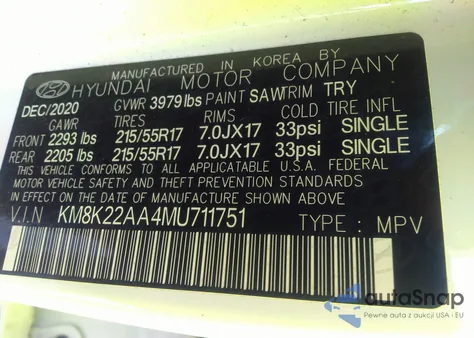 MANUFACTURED IN KOREA BY
HYUNDAI MOTOR COMPANY
DEC/2020 GVWR 3979 lbs PAINT SAW TRIM TRY
GAWR TIRES RIMS COLD TIRE INFL
FRONT 2293 lbs 215/55R17 7.0JX17 33psi SINGLE
REAR 2205 lbs 215/55R17 7.0JX17 33psi SINGLE
THIS VEHICLE CONFORMS TO ALL APPLICABLE FEDERAL
MOTOR VEHICLE SAFETY AND THEFT PREVENTION STANDARDS
IN EFFECT ON THE DATE OF MANUFACTURE SHOWN ABOVE.
V.I.N KM8K22AA4MU711751 TYPE : MPV
autoSnap
Pewne auta z aukcji USA i EU